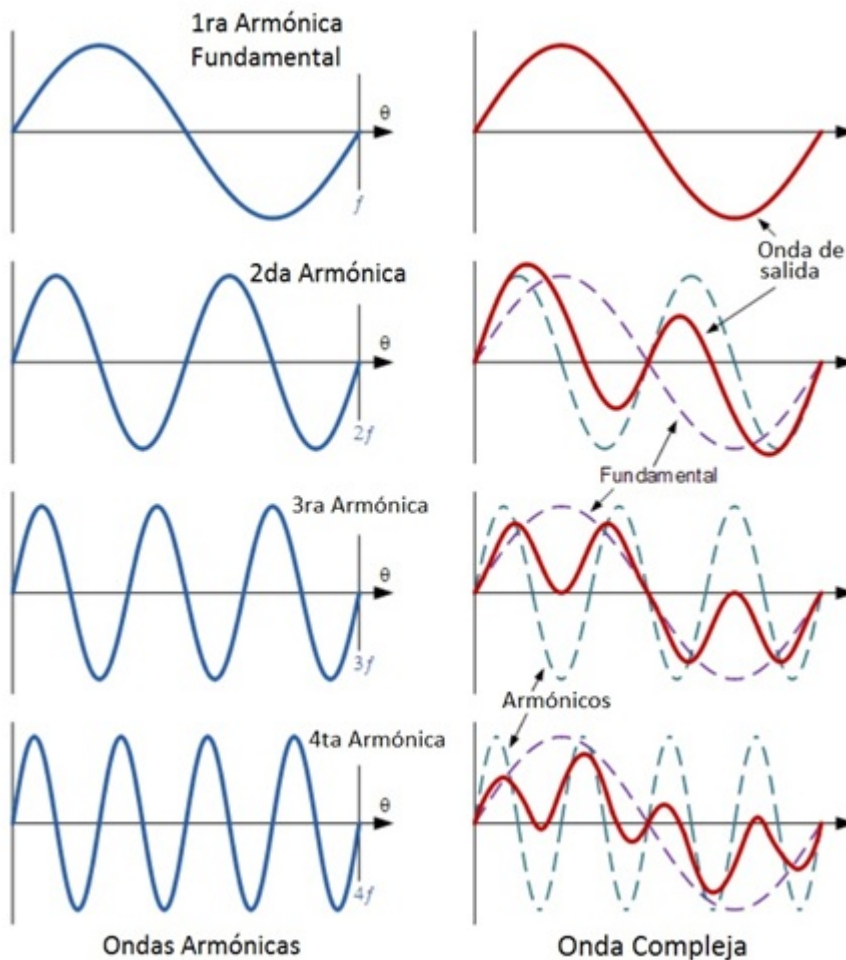 1ra Armónica
Fundamental
θ
f
Onda de
salida
2da Armónica
θ
2f
Fundamental
3ra Armónica
θ
3f
Armónicos
4ta Armónica
θ
4f
Ondas Armónicas
Onda Compleja